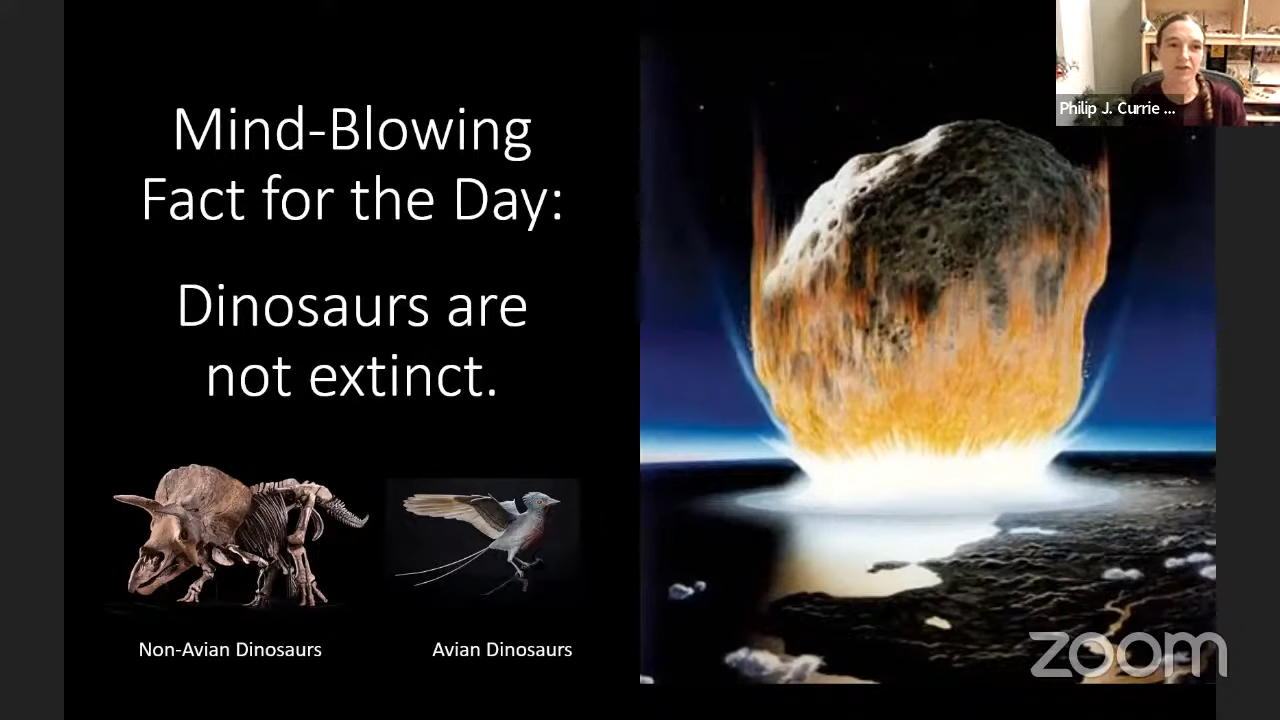 Mind-Blowing
Fact for the Day:
Dinosaurs are
not extinct.
Non-Avian Dinosaurs
Avian Dinosaurs
Philip J. Currie ...
zoom